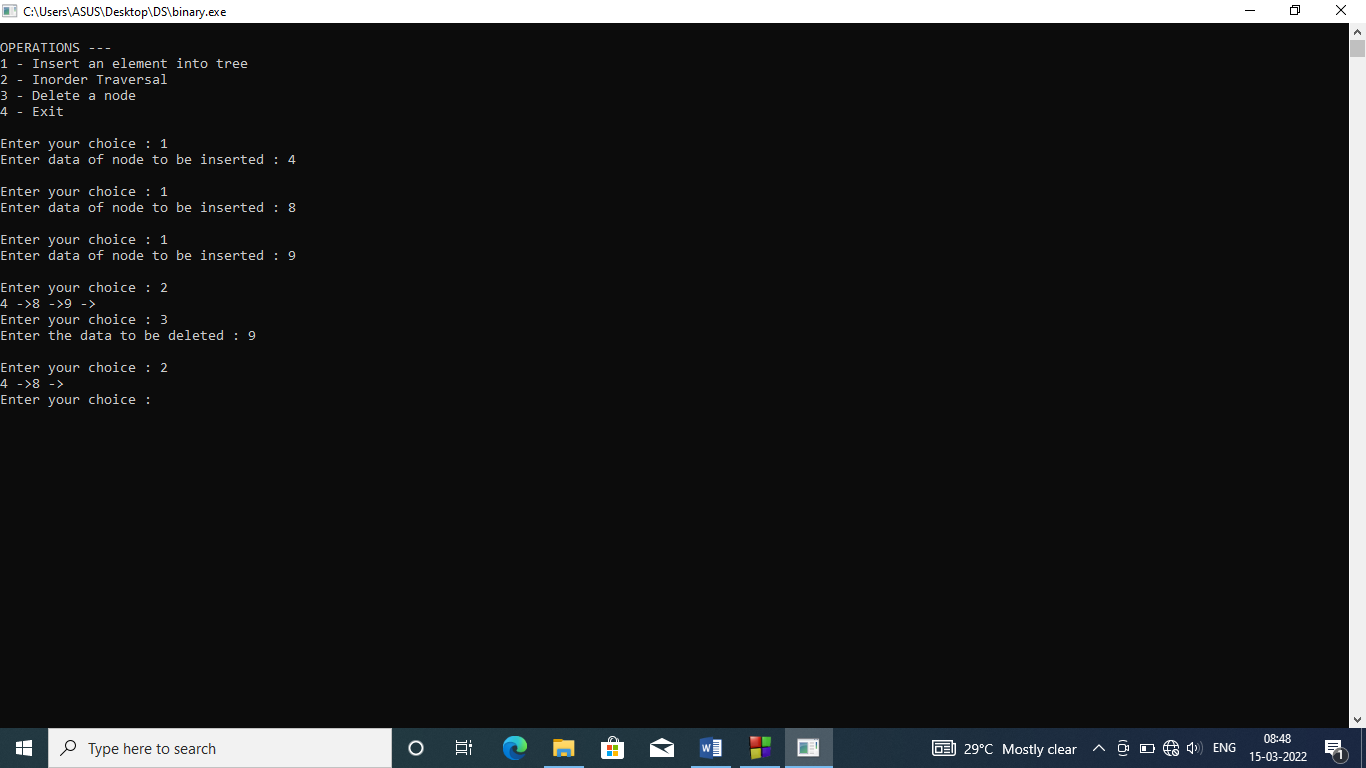 C:\Users\ASUS\Desktop\DS\binary.exe
OPERATIONS ---
1 - Insert an element into tree
2 - Inorder Traversal
3 - Delete a node
4 - Exit
Enter your choice : 1
Enter data of node to be inserted : 4
Enter your choice : 1
Enter data of node to be inserted : 8
Enter your choice : 1
Enter data of node to be inserted : 9
Enter your choice : 2
4 ->8 ->9 ->
Enter your choice : 3
Enter the data to be deleted : 9
Enter your choice : 2
4 ->8 ->
Enter your choice :
Type here to search
29°C Mostly clear
ENG
08:48
15-03-2022
1